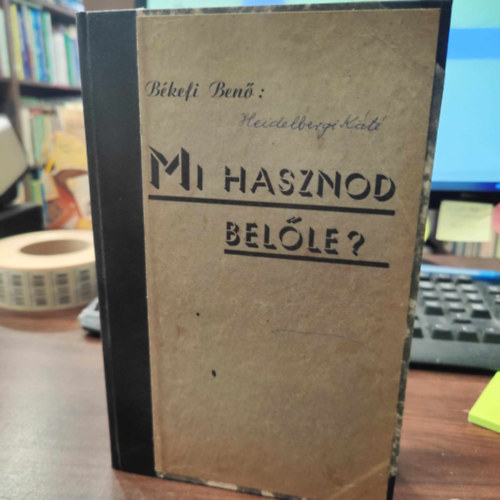 Békefi Benő:
Heidelbergi Káté
MI HASZNOD
BELŐLE?